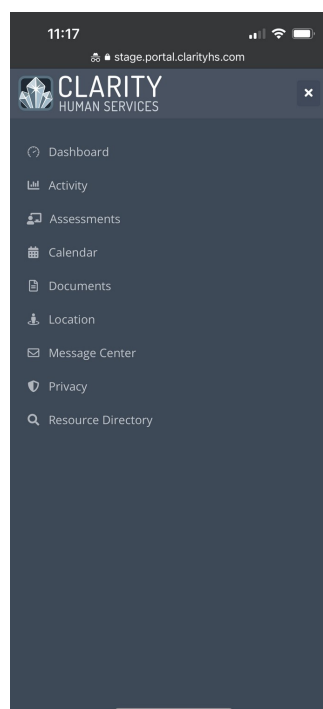 11:17
stage.portal.clarityhs.com
CLARITY
HUMAN SERVICES
Dashboard
Activity
Assessments
Calendar
Documents
Location
Message Center
Privacy
Resource Directory